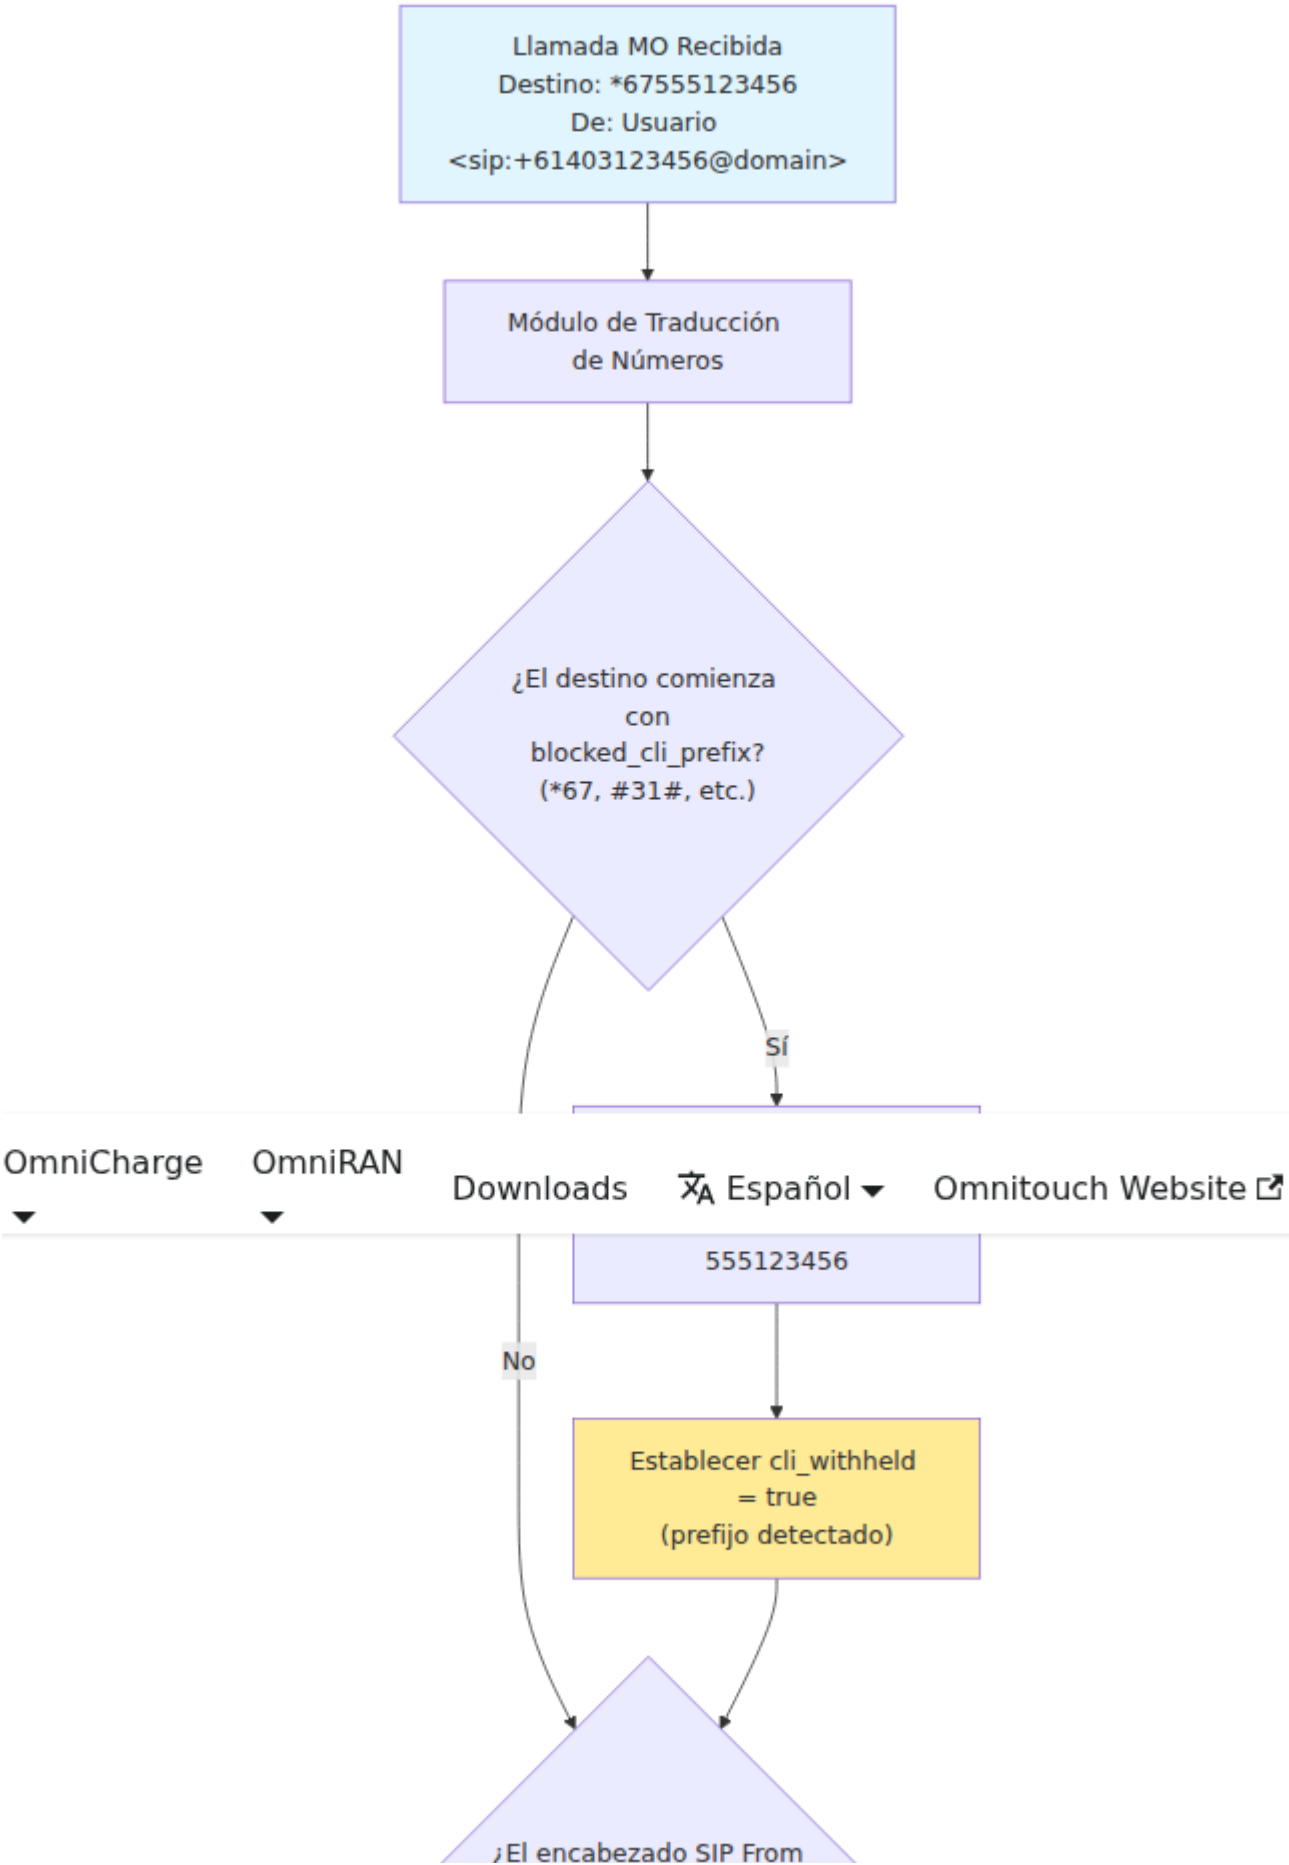 Llamada MO Recibida
Destino: *67555123456
De: Usuario
<sip:+61403123456@domain>
Módulo de Traducción
de Números
¿El destino comienza
con
blocked_cli_prefix?
(*67, #31#, etc.)
Sí
OmniCharge
OmniRAN
Downloads
Español
Omnitouch Website
555123456
No
Establecer cli_withheld
= true
(prefijo detectado)
¿El encabezado SIP From